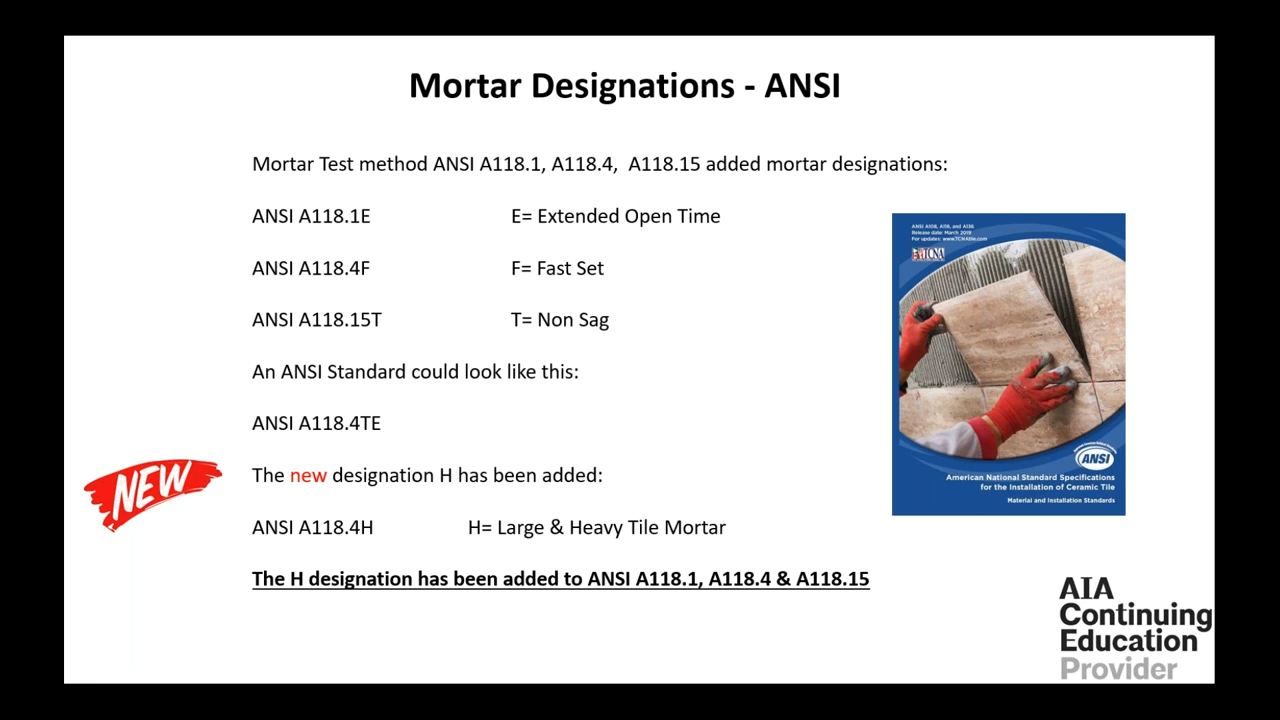 Mortar Designations - ANSI
Mortar Test method ANSI A118.1, A118.4,  A118.15 added mortar designations:
ANSI A118.1E E= Extended Open Time
ANSI A118.4F F= Fast Set
ANSI A118.15T T= Non Sag
An ANSI Standard could look like this:
ANSI A118.4TE
NEW
The new designation H has been added:
ANSI A118.4H H= Large & Heavy Tile Mortar
The H designation has been added to ANSI A118.1, A118.4 & A118.15
ANSI A108, A118, and A136
Release date: March 2019
For updates: www.TCNAtile.com
TCNA
ANSI
American National Standard Specifications
for the Installation of Ceramic Tile
Material and Installation Standards
AIA
Continuing
Education
Provider